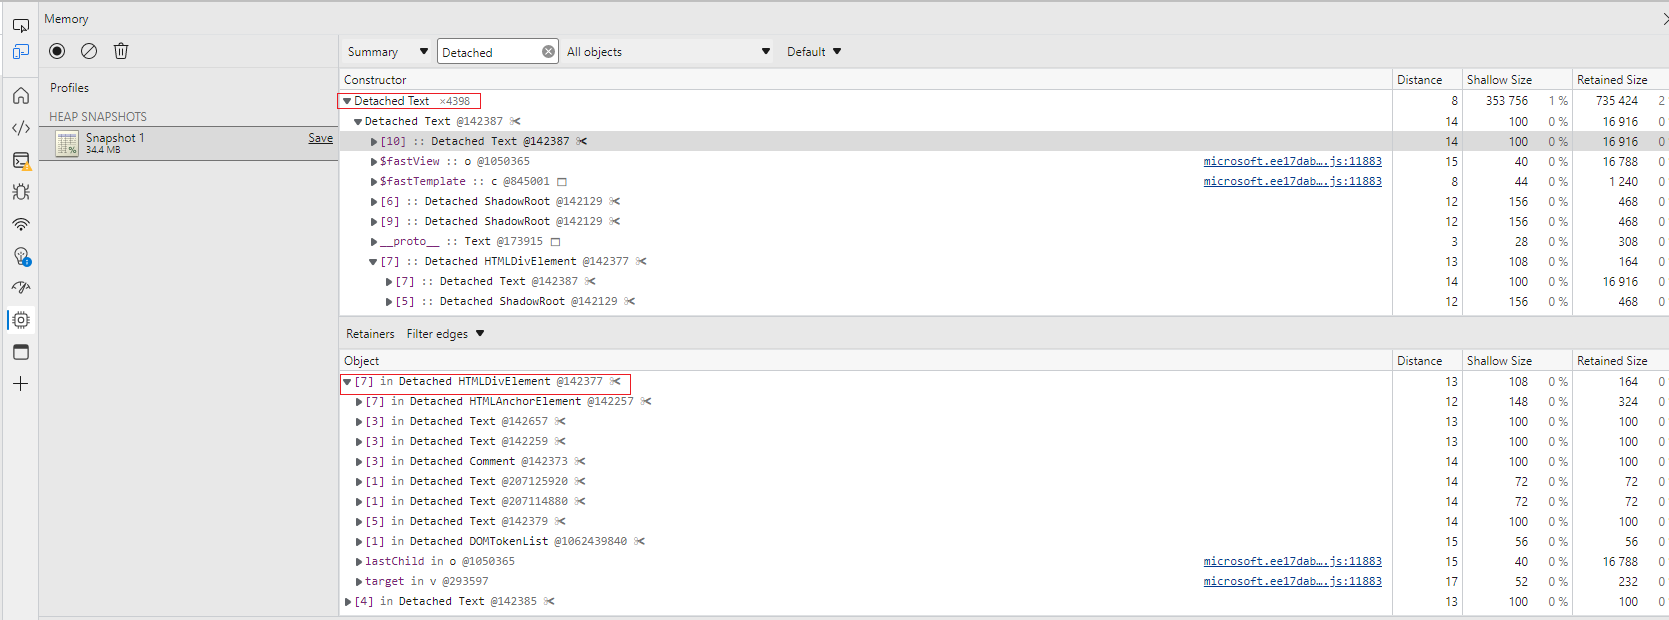 Memory
Summary Detached All objects Default
Profiles
Constructor Distance Shallow Size Retained Size
HEAP SNAPSHOTS
Snapshot 1 Save
34.4 MB
Detached Text ×4398 8 353 756 1 % 735 424 2
Detached Text @142387 14 100 0 % 16 916 0
[10] :: Detached Text @142387 14 100 0 % 16 916 0
$fastView :: o @1050365 microsoft.ee17dab….js:11883 15 40 0 % 16 788 0
$fastTemplate :: c @845001 microsoft.ee17dab….js:11883 8 44 0 % 1 240 0
[6] :: Detached ShadowRoot @142129 12 156 0 % 468 0
[9] :: Detached ShadowRoot @142129 12 156 0 % 468 0
__proto__ :: Text @173915 3 28 0 % 308 0
[7] :: Detached HTMLDivElement @142377 13 108 0 % 164 0
[7] :: Detached Text @142387 14 100 0 % 16 916 0
[5] :: Detached ShadowRoot @142129 12 156 0 % 468 0
Retainers Filter edges
Object Distance Shallow Size Retained Size
[7] in Detached HTMLDivElement @142377 13 108 0 % 164 0
[7] in Detached HTMLAnchorElement @142257 12 148 0 % 324 0
[3] in Detached Text @142657 13 100 0 % 100 0
[3] in Detached Text @142259 13 100 0 % 100 0
[3] in Detached Comment @142373 14 100 0 % 100 0
[1] in Detached Text @207125920 14 72 0 % 72 0
[1] in Detached Text @207114880 14 72 0 % 72 0
[5] in Detached Text @142379 14 100 0 % 100 0
[1] in Detached DOMTokenList @1062439840 15 56 0 % 56 0
lastChild in o @1050365 microsoft.ee17dab….js:11883 15 40 0 % 16 788 0
target in v @293597 microsoft.ee17dab….js:11883 17 52 0 % 232 0
[4] in Detached Text @142385 13 100 0 % 100 0